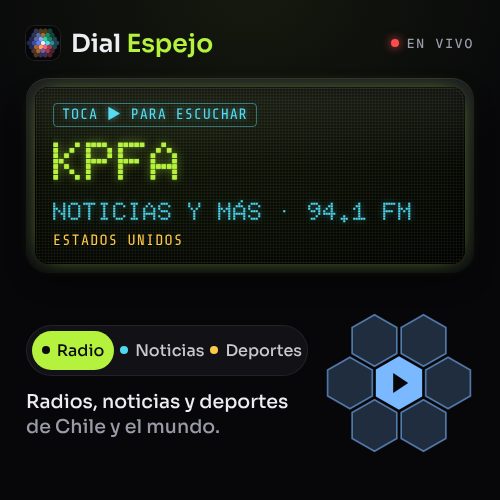 Dial Espejo
EN VIVO
TOCA ▶ PARA ESCUCHAR
KPFA
NOTICIAS Y MÁS · 94.1 FM
ESTADOS UNIDOS
Radio Noticias Deportes
Radios, noticias y deportes
de Chile y el mundo.